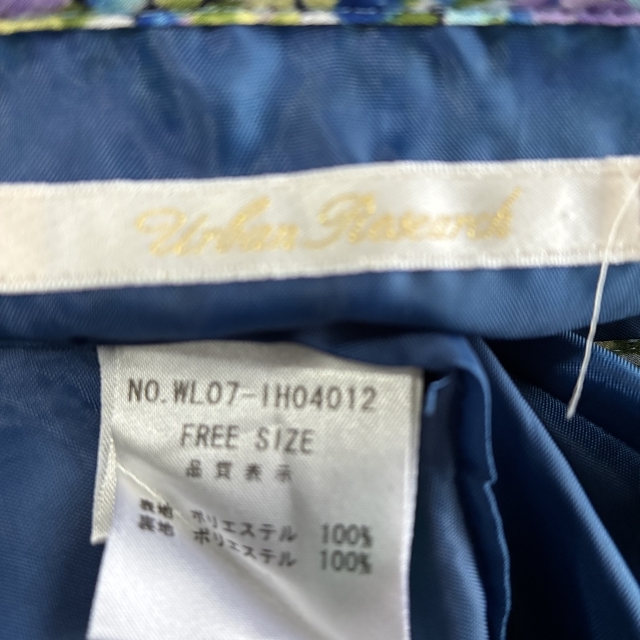 Urban Research
NO.WL07-IH04012
FREE SIZE
品質表示
表地 ポリエステル 100%
裏地 ポリエステル 100%